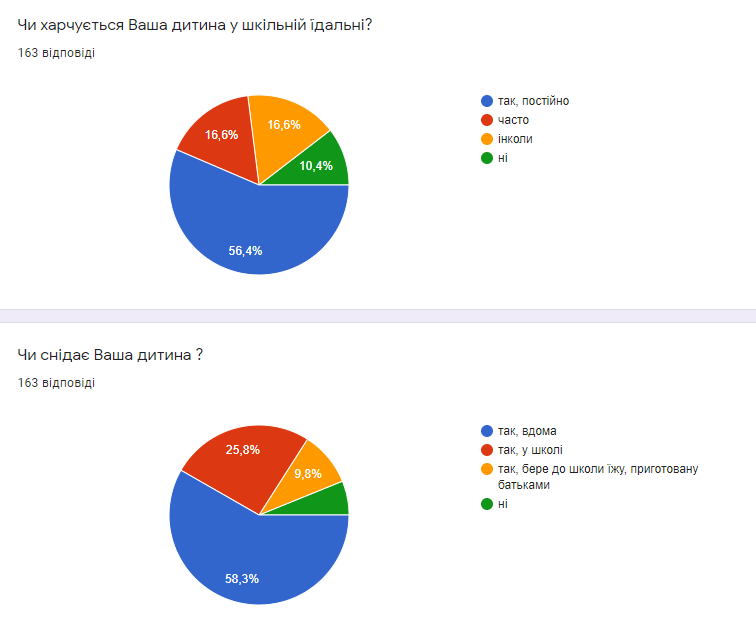 Чи харчується Ваша дитина у шкільній їдальні?
163 відповіді
так, постійно
часто
інколи
ні
16,6%
16,6%
10,4%
56,4%
Чи снідає Ваша дитина ?
163 відповіді
так, вдома
так, у школі
так, бере до школи їжу, приготовану
батьками
ні
25,8%
9,8%
58,3%